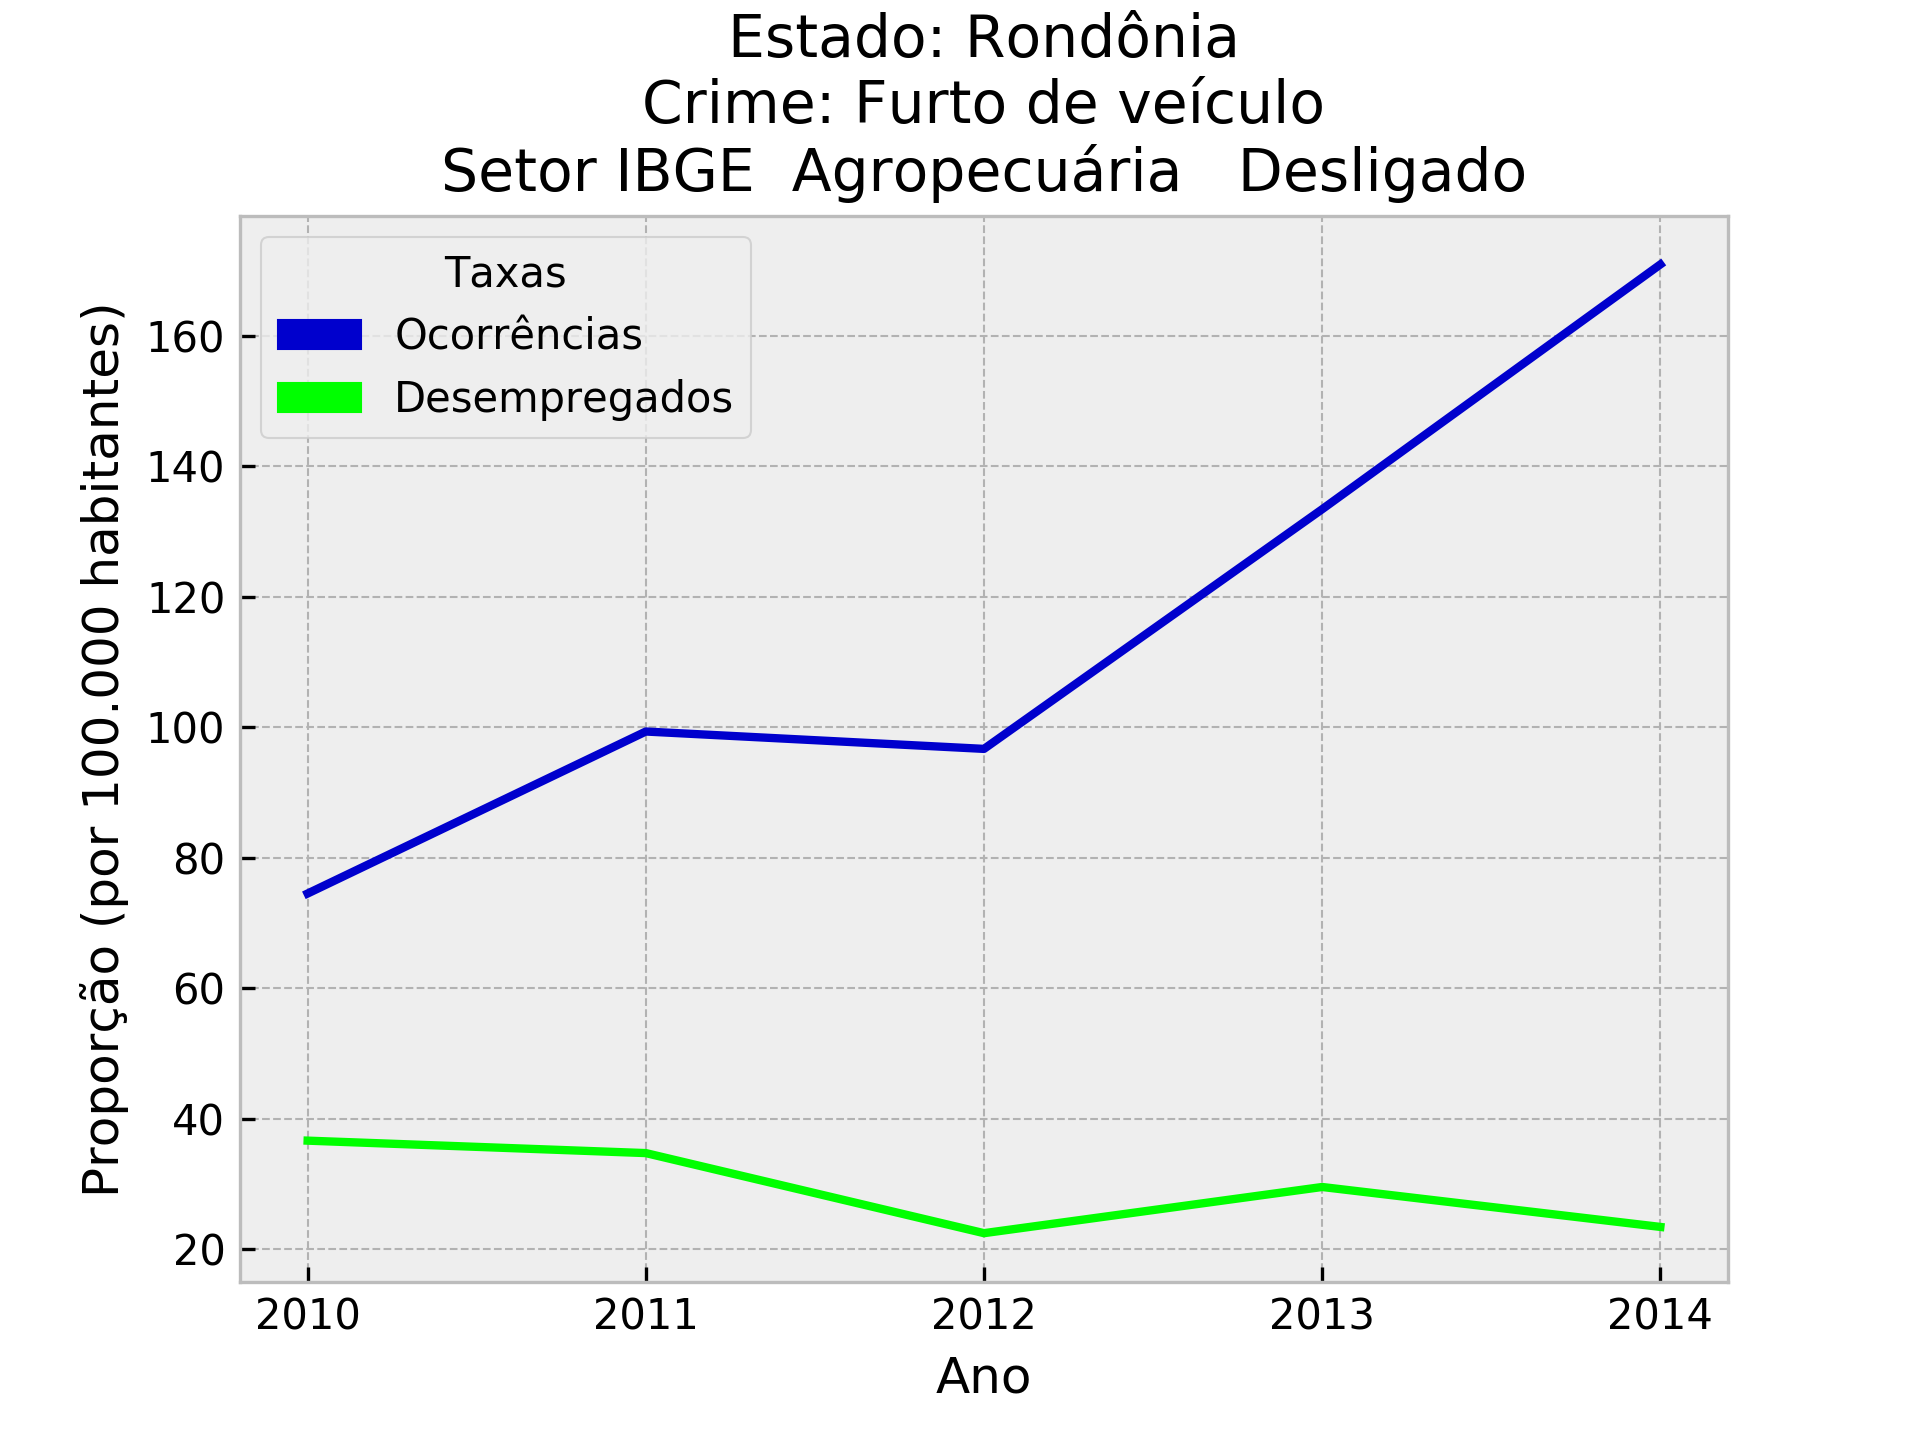 Estado: Rondônia
Crime: Furto de veículo
Setor IBGE  Agropecuária   Desligado
Taxas
Ocorrências
Desempregados
Proporção (por 100.000 habitantes)
160
140
120
100
80
60
40
20
2010 2011 2012 2013 2014
Ano